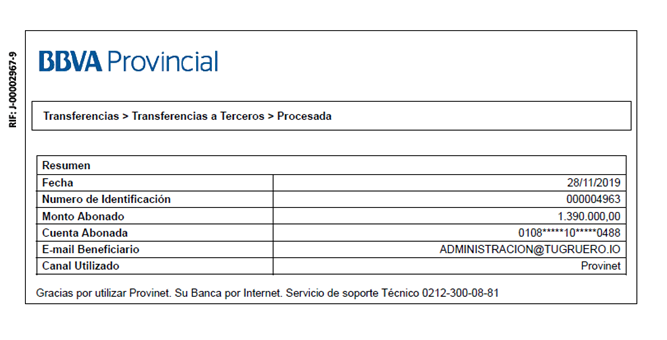 BBVA Provincial
RIF: J-00002967-9
Transferencias > Transferencias a Terceros > Procesada
Resumen
Fecha 28/11/2019
Numero de Identificación 000004963
Monto Abonado 1.390.000,00
Cuenta Abonada 0108*****10*****0488
E-mail Beneficiario ADMINISTRACION@TUGRUERO.IO
Canal Utilizado Provinet
Gracias por utilizar Provinet. Su Banca por Internet. Servicio de soporte Técnico 0212-300-08-81